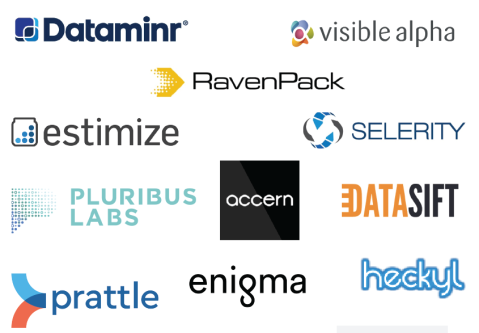 Dataminr®
visible alpha
RavenPack
estimize
SELERITY
PLURIBUS
LABS
accern
DATASIFT
enigma
heckyl
prattle